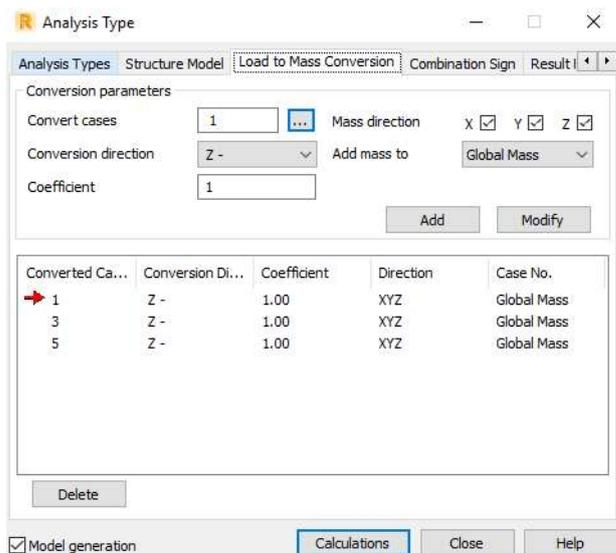 Analysis Type
Analysis Types Structure Model Load to Mass Conversion Combination Sign Result
Conversion parameters
Convert cases 1 ... Mass direction X Y Z
Conversion direction Z - Add mass to Global Mass
Coefficient 1
Add Modify
Converted Ca... Conversion Di... Coefficient Direction Case No.
1 Z - 1.00 XYZ Global Mass
3 Z - 1.00 XYZ Global Mass
5 Z - 1.00 XYZ Global Mass
Delete
Model generation Calculations Close Help